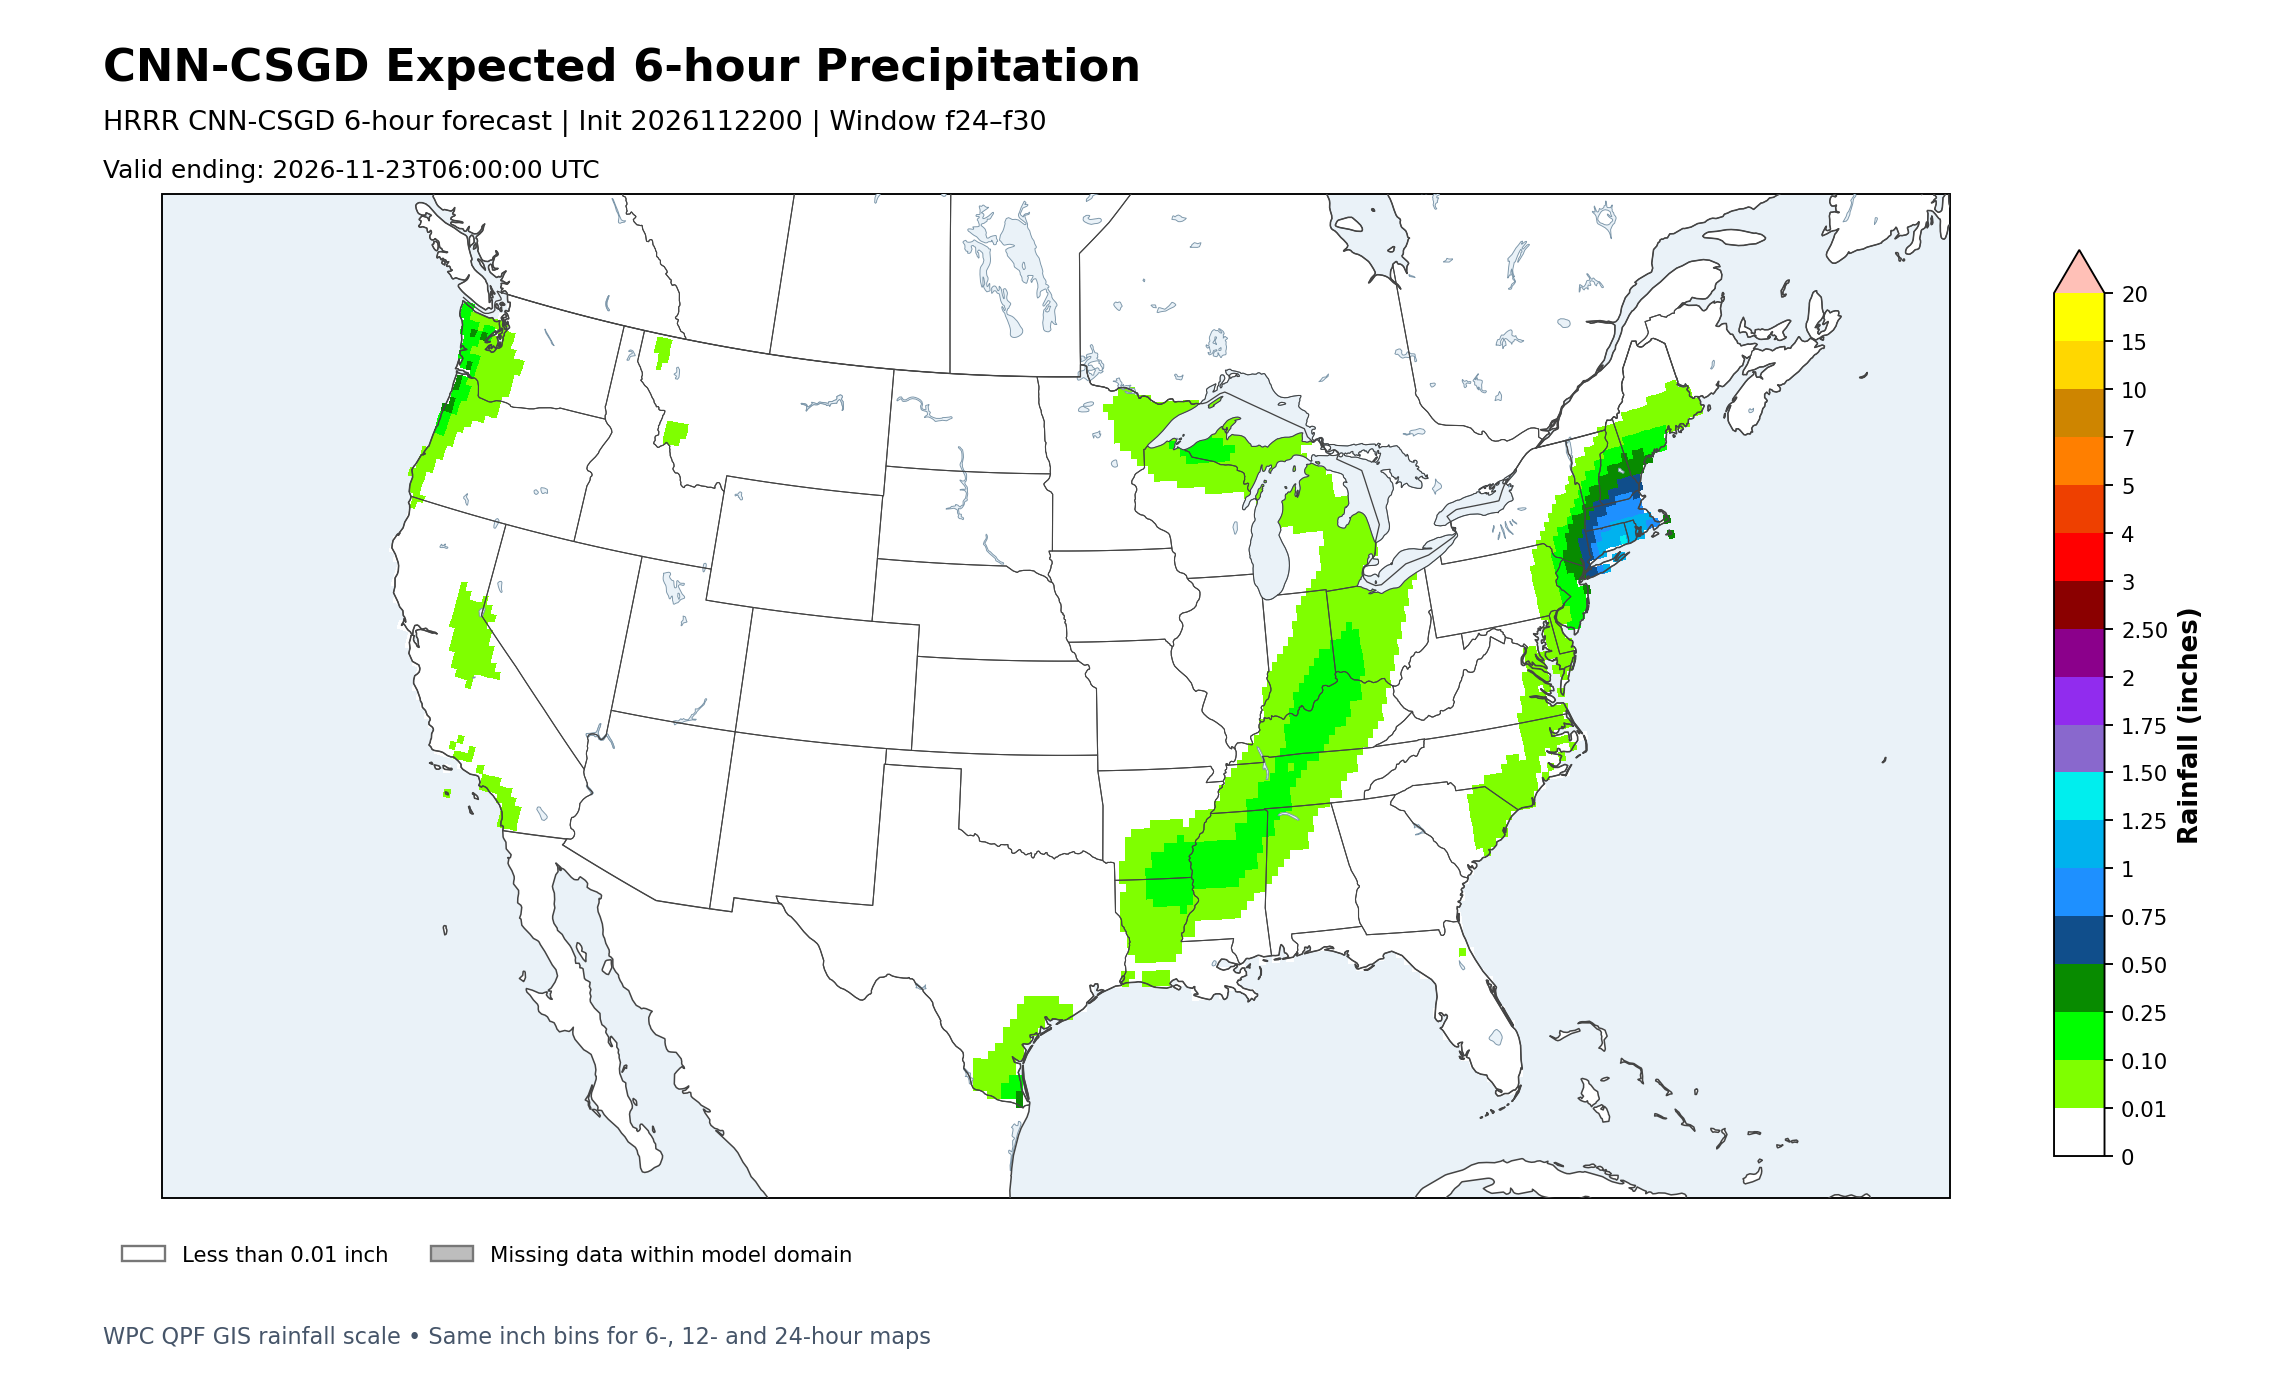 CNN-CSGD Expected 6-hour Precipitation
HRRR CNN-CSGD 6-hour forecast | Init 2026112200 | Window f24–f30
Valid ending: 2026-11-23T06:00:00 UTC
20
15
10
7
5
4
3
2.50
2
1.75
1.50
1.25
1
0.75
0.50
0.25
0.10
0.01
0
Rainfall (inches)
Less than 0.01 inch
Missing data within model domain
WPC QPF GIS rainfall scale • Same inch bins for 6-, 12- and 24-hour maps